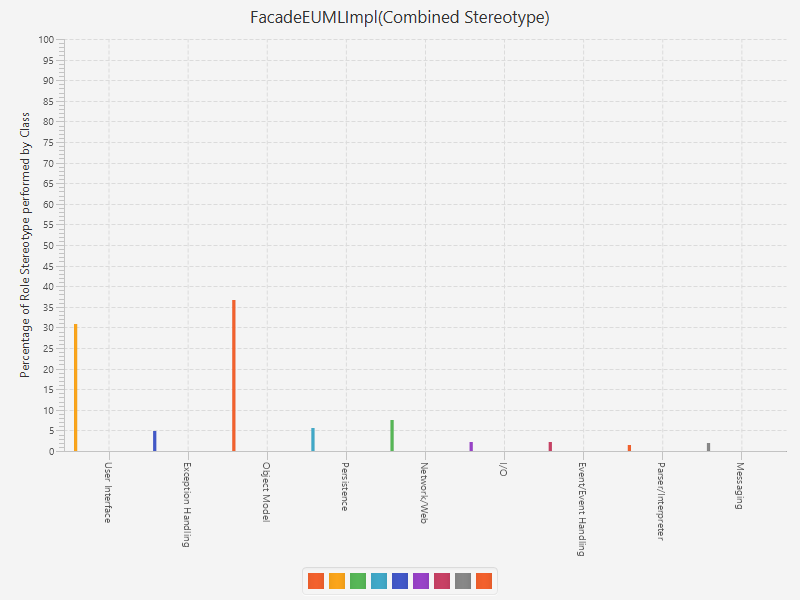 FacadeEUMLImpl(Combined Stereotype)
Percentage of Role Stereotype performed by Class
100
95
90
85
80
75
70
65
60
55
50
45
40
35
30
25
20
15
10
5
0
User Interface
Exception Handling
Object Model
Persistence
Network/Web
I/O
Event/Event Handling
Parser/Interpreter
Messaging